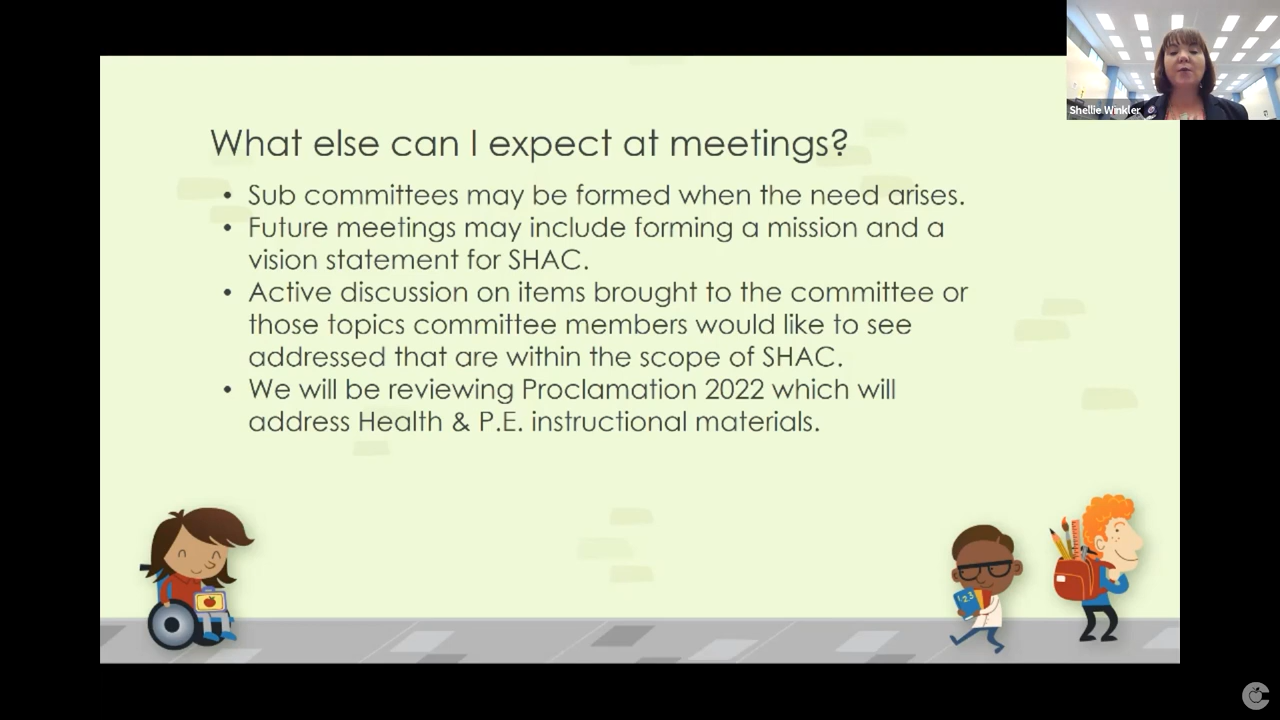 Shellie Winkler
What else can I expect at meetings?
• Sub committees may be formed when the need arises.
• Future meetings may include forming a mission and a
vision statement for SHAC.
• Active discussion on items brought to the committee or
those topics committee members would like to see
addressed that are within the scope of SHAC.
• We will be reviewing Proclamation 2022 which will
address Health & P.E. instructional materials.
123